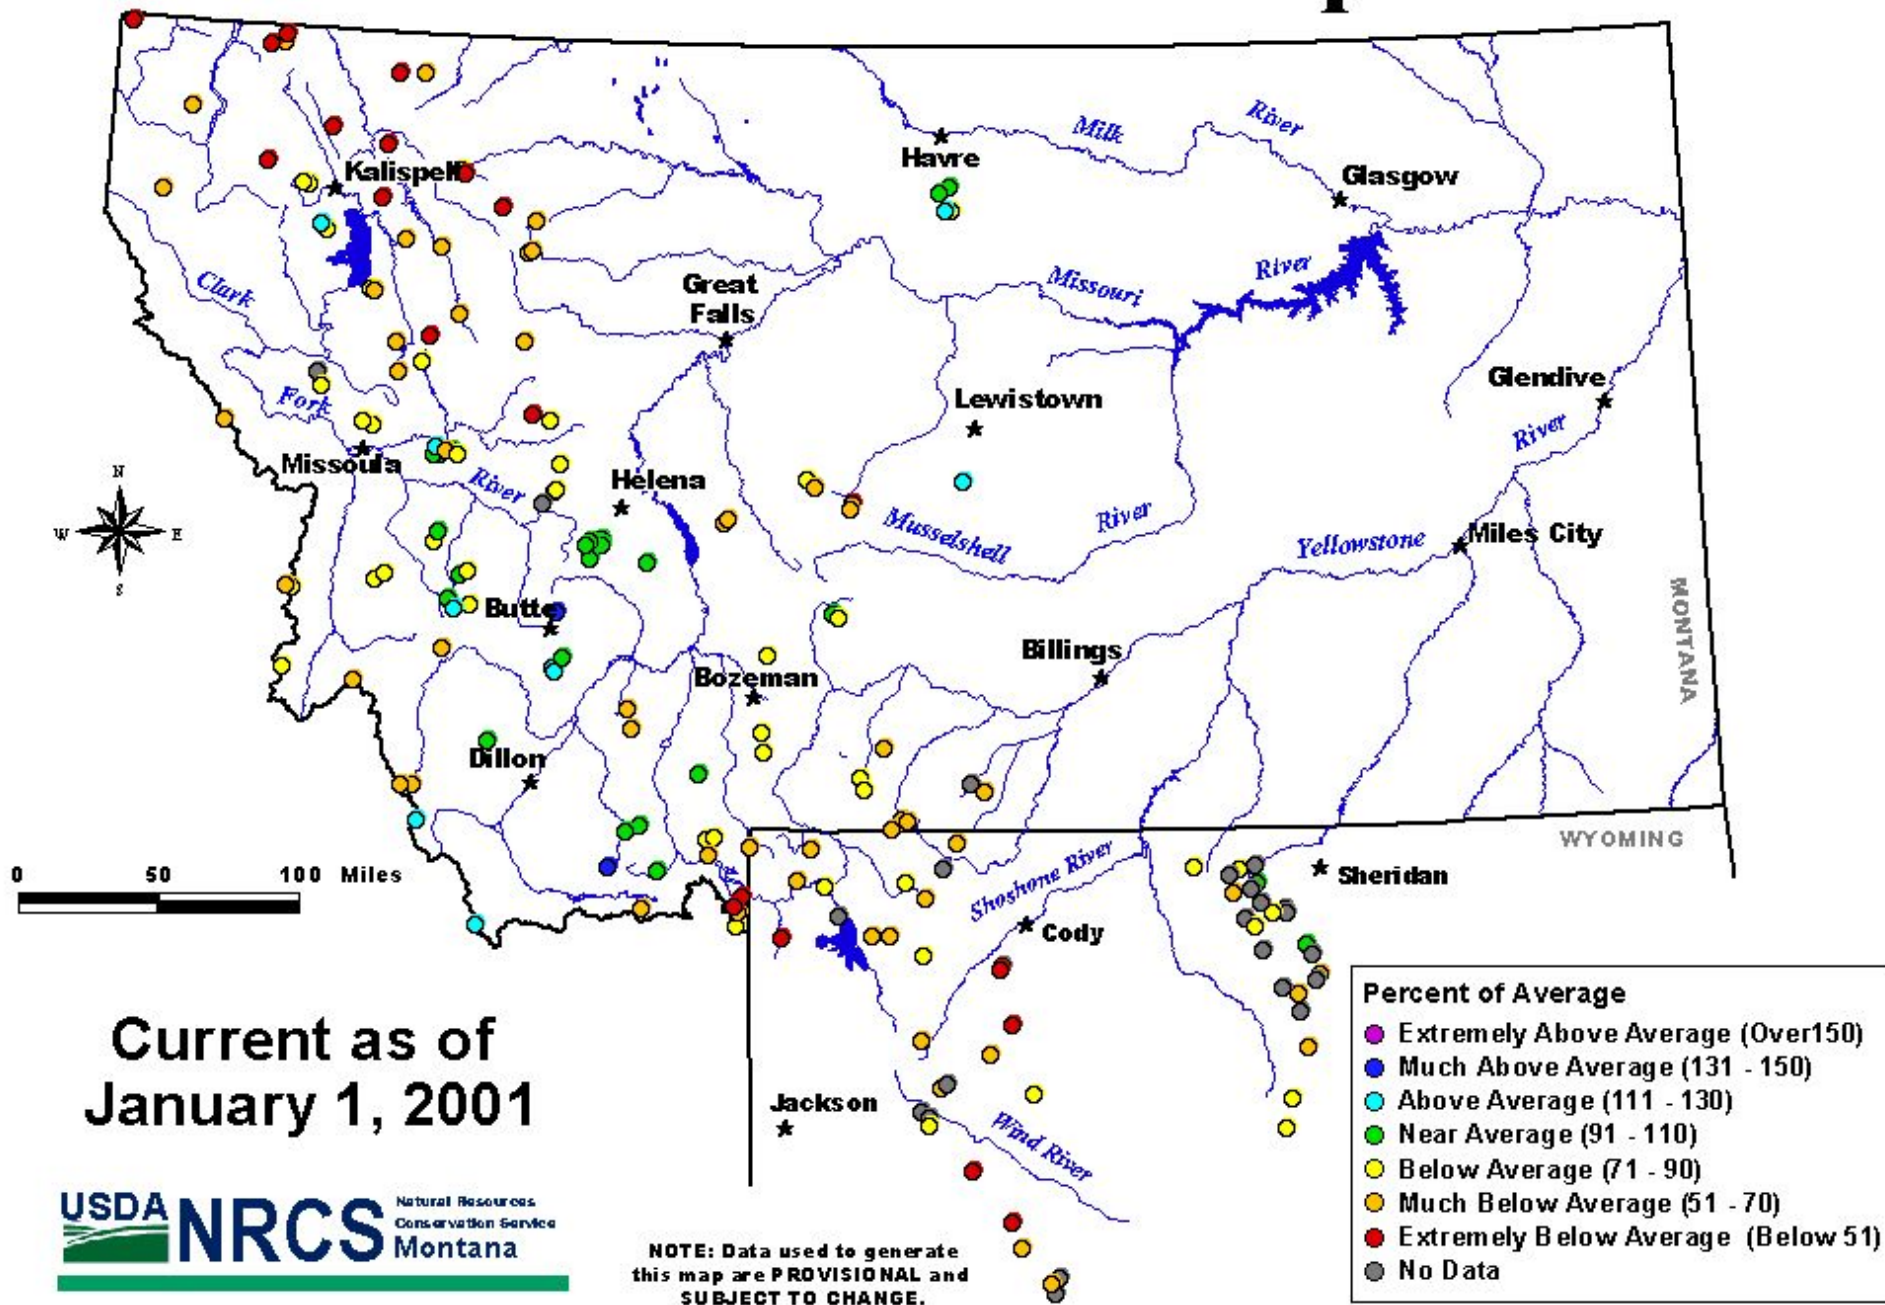 Kalispell
Havre
Milk
River
Glasgow
Clark
Great
Falls
Missouri
River
Glendive
Fork
Lewistown
River
N
W E
S
Missoula
River
Helena
Musselshell
River
Yellowstone
Miles City
Butte
Billings
MONTANA
Bozeman
Dillon
WYOMING
0 50 100 Miles
Shoshone River
Sheridan
Cody
Jackson
Wind River
Current as of
January 1, 2001
USDA NRCS
Natural Resources
Conservation Service
Montana
NOTE: Data used to generate
this map are PROVISIONAL and
SUBJECT TO CHANGE.
Percent of Average
Extremely Above Average (Over150)
Much Above Average (131 - 150)
Above Average (111 - 130)
Near Average (91 - 110)
Below Average (71 - 90)
Much Below Average (51 - 70)
Extremely Below Average (Below 51)
No Data